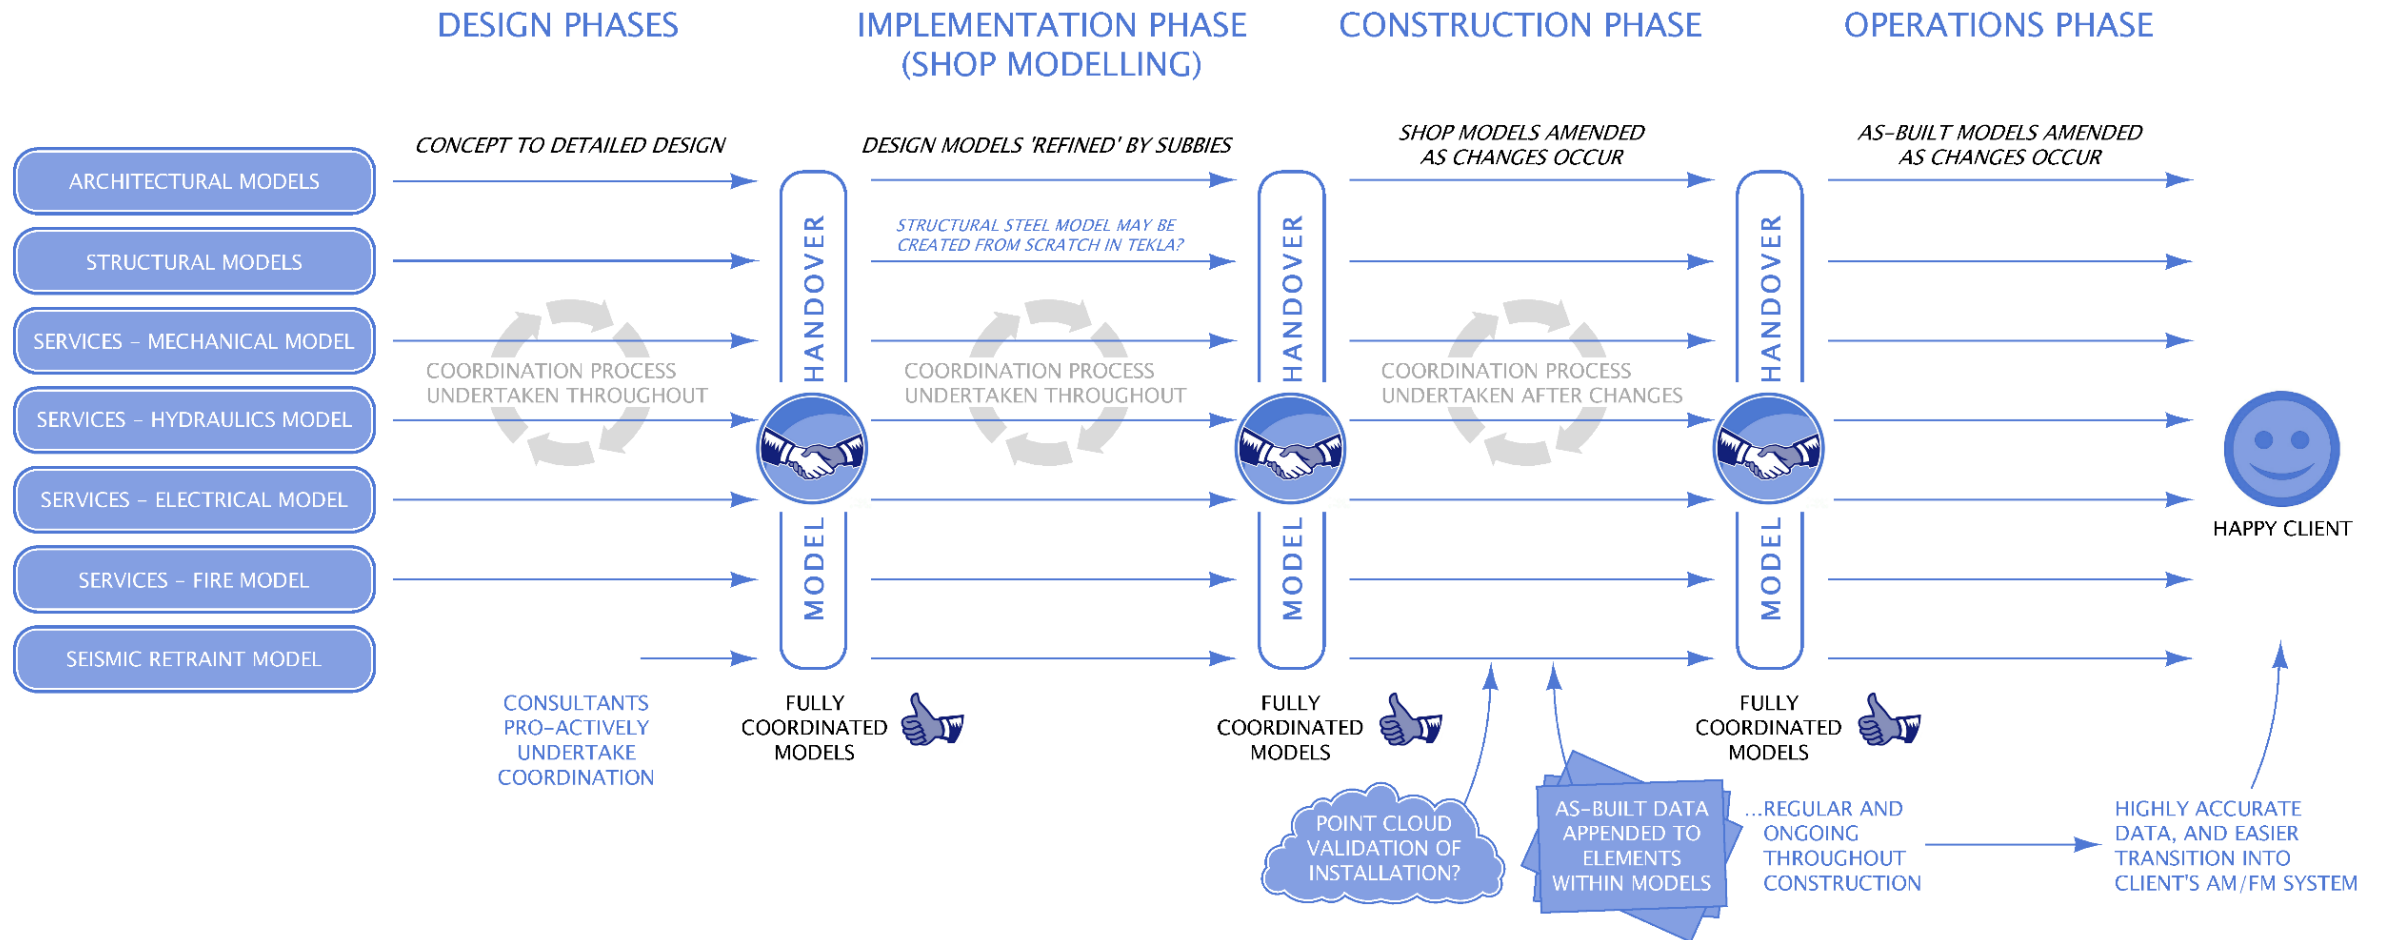 DESIGN PHASES
IMPLEMENTATION PHASE
(SHOP MODELLING)
CONSTRUCTION PHASE
OPERATIONS PHASE
CONCEPT TO DETAILED DESIGN
DESIGN MODELS 'REFINED' BY SUBBIES
SHOP MODELS AMENDED
AS CHANGES OCCUR
AS-BUILT MODELS AMENDED
AS CHANGES OCCUR
ARCHITECTURAL MODELS
STRUCTURAL MODELS
SERVICES - MECHANICAL MODEL
SERVICES - HYDRAULICS MODEL
SERVICES - ELECTRICAL MODEL
SERVICES - FIRE MODEL
SEISMIC RETRAINT MODEL
STRUCTURAL STEEL MODEL MAY BE
CREATED FROM SCRATCH IN TEKLA?
COORDINATION PROCESS
UNDERTAKEN THROUGHOUT
COORDINATION PROCESS
UNDERTAKEN THROUGHOUT
COORDINATION PROCESS
UNDERTAKEN AFTER CHANGES
MODEL HANDOVER
MODEL HANDOVER
MODEL HANDOVER
HAPPY CLIENT
CONSULTANTS
PRO-ACTIVELY
UNDERTAKE
COORDINATION
FULLY
COORDINATED
MODELS
FULLY
COORDINATED
MODELS
FULLY
COORDINATED
MODELS
POINT CLOUD
VALIDATION OF
INSTALLATION?
AS-BUILT DATA
APPENDED TO
ELEMENTS
WITHIN MODELS
...REGULAR AND
ONGOING
THROUGHOUT
CONSTRUCTION
HIGHLY ACCURATE
DATA, AND EASIER
TRANSITION INTO
CLIENT'S AM/FM SYSTEM